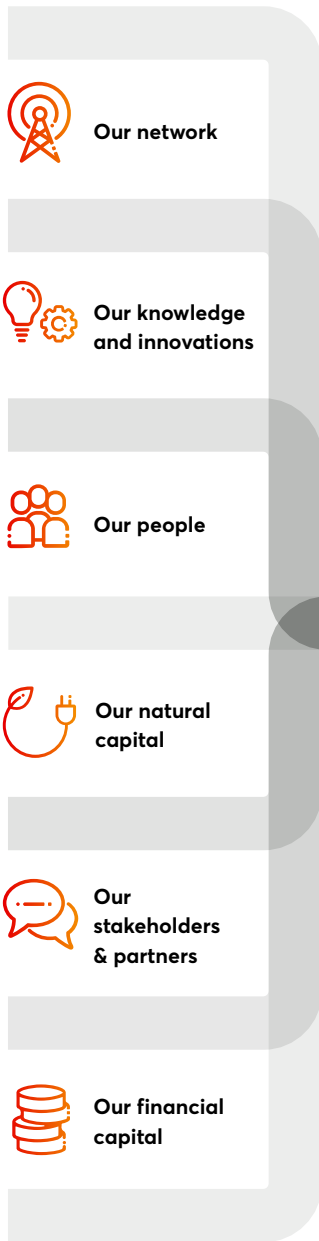 Our network
Our knowledge
and innovations
Our people
Our natural
capital
Our
stakeholders
& partners
Our financial
capital